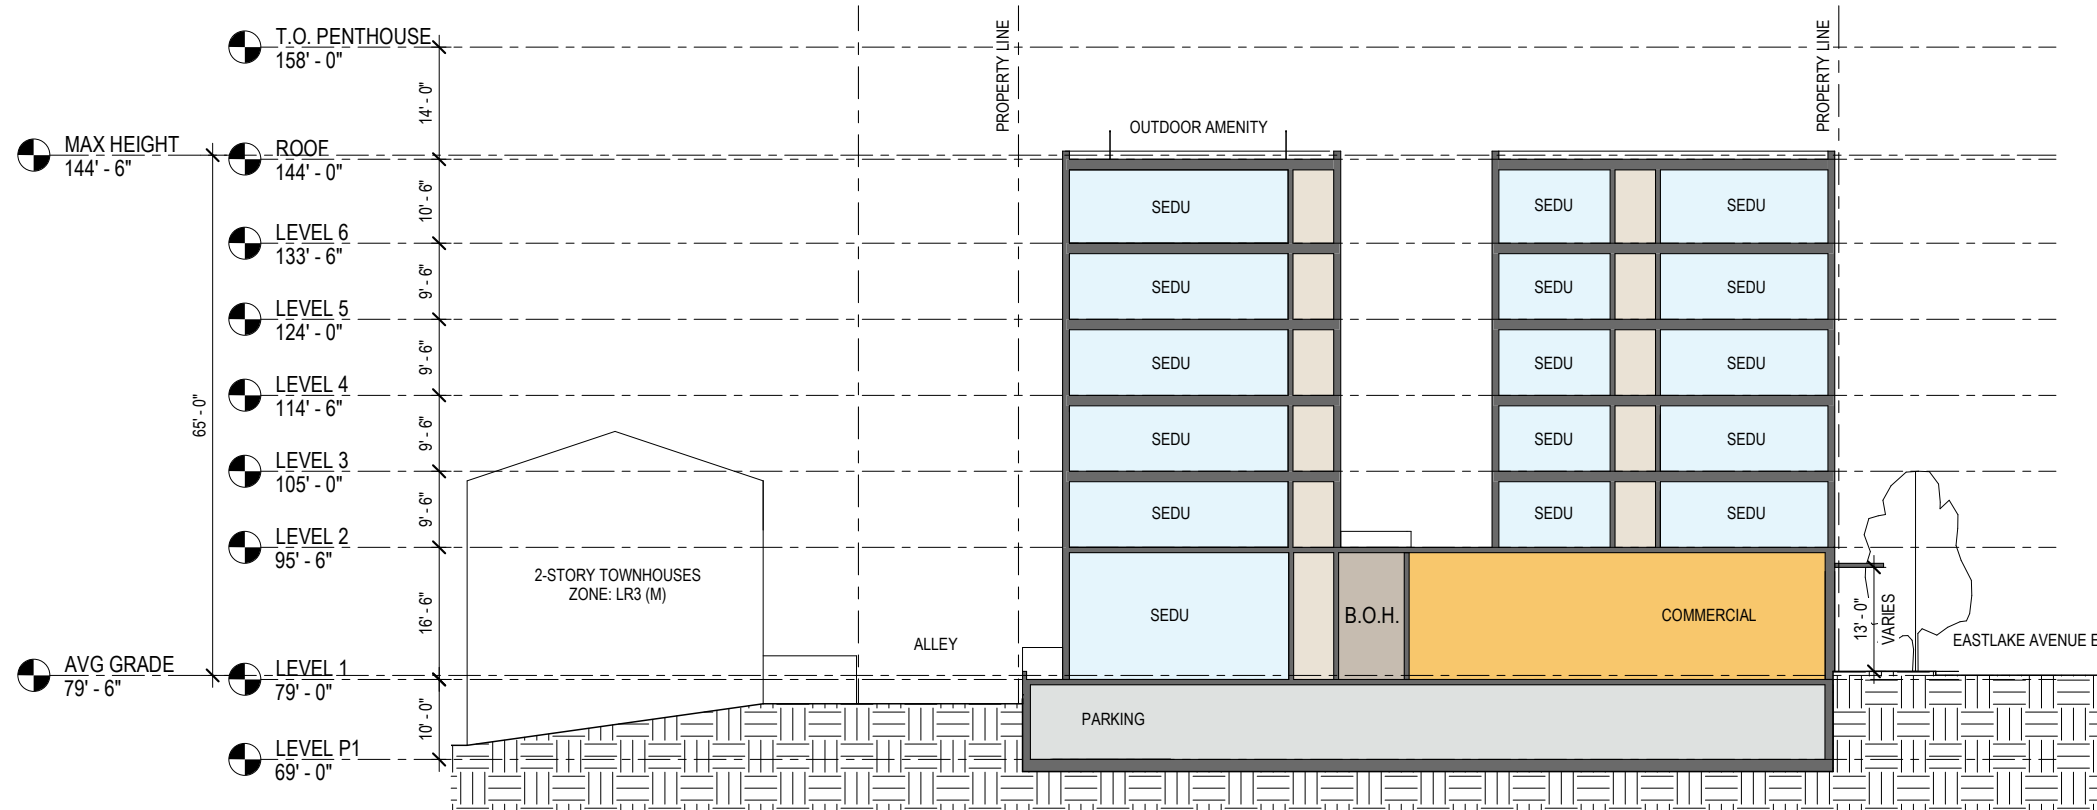 T.O. PENTHOUSE
158' - 0"
PROPERTY LINE
PROPERTY LINE
14' - 0"
OUTDOOR AMENITY
MAX HEIGHT
144' - 6"
ROOF
144' - 0"
10' - 6"
SEDU
SEDU
SEDU
LEVEL 6
133' - 6"
9' - 6"
SEDU
SEDU
SEDU
LEVEL 5
124' - 0"
9' - 6"
SEDU
SEDU
SEDU
LEVEL 4
114' - 6"
65' - 0"
9' - 6"
SEDU
SEDU
SEDU
LEVEL 3
105' - 0"
9' - 6"
SEDU
SEDU
SEDU
LEVEL 2
95' - 6"
2-STORY TOWNHOUSES
ZONE: LR3 (M)
16' - 6"
SEDU
B.O.H.
COMMERCIAL
13' - 0"
VARIES
ALLEY
EASTLAKE AVENUE E
AVG GRADE
79' - 6"
LEVEL 1
79' - 0"
10' - 0"
PARKING
LEVEL P1
69' - 0"